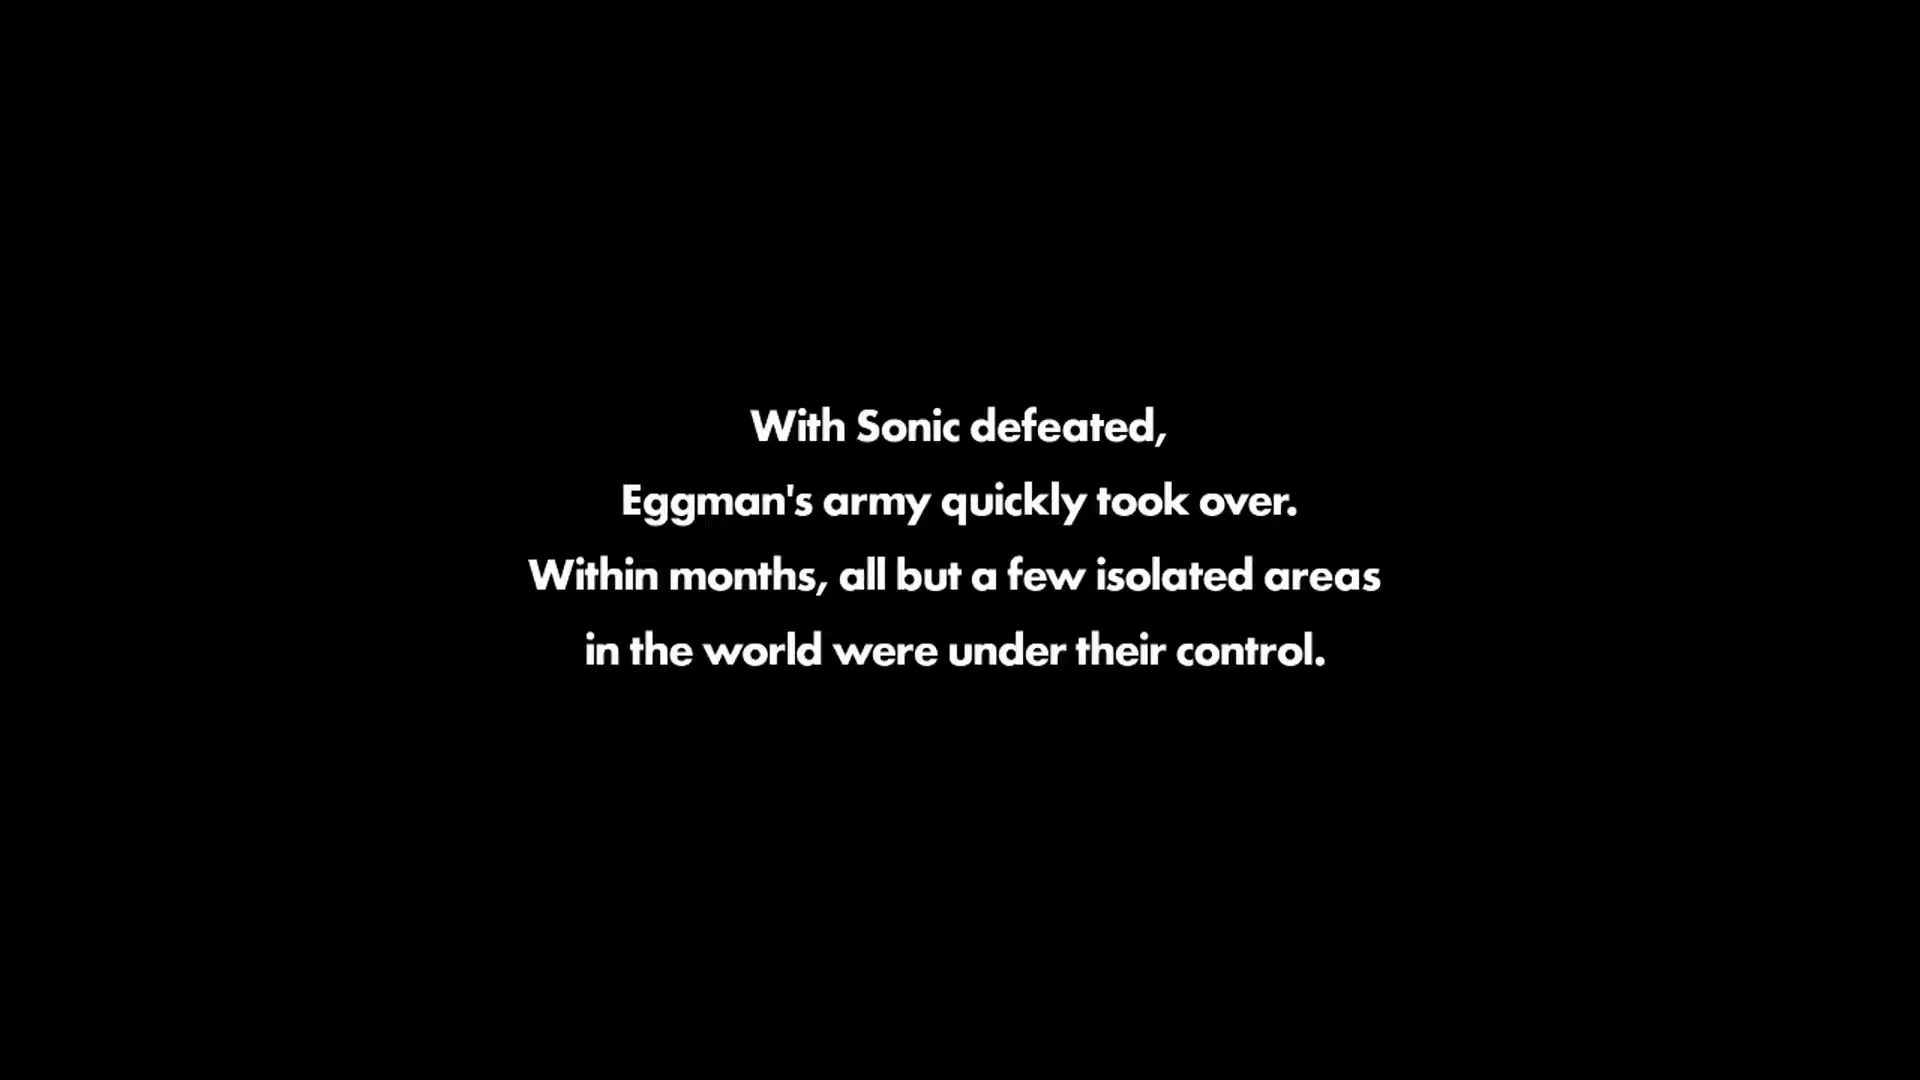 With Sonic defeated,
Eggman's army quickly took over.
Within months, all but a few isolated areas
in the world were under their control.